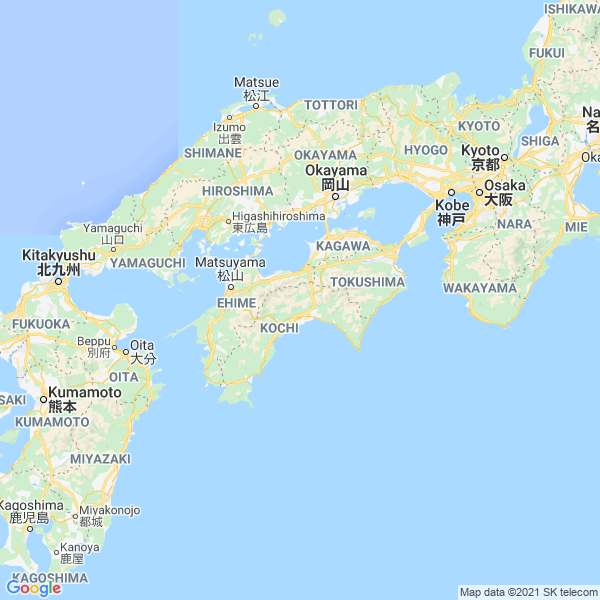 ISHIKAWA
FUKUI
Matsue
松江
TOTTORI
Izumo
出雲
KYOTO
Na
名
SHIMANE
OKAYAMA
HYOGO
Kyoto
京都
SHIGA
Oka
Okayama
岡山
HIROSHIMA
Kobe
神戸
Osaka
大阪
Higashihiroshima
東広島
NARA
MIE
Yamaguchi
山口
KAGAWA
YAMAGUCHI
Kitakyushu
北九州
Matsuyama
松山
TOKUSHIMA
WAKAYAMA
EHIME
FUKUOKA
KOCHI
Beppu
別府
Oita
大分
OITA
SAKI
Kumamoto
熊本
KUMAMOTO
MIYAZAKI
Kagoshima
鹿児島
Miyakonojo
都城
Kanoya
鹿屋
KAGOSHIMA
Google
Map data ©2021 SK telecom